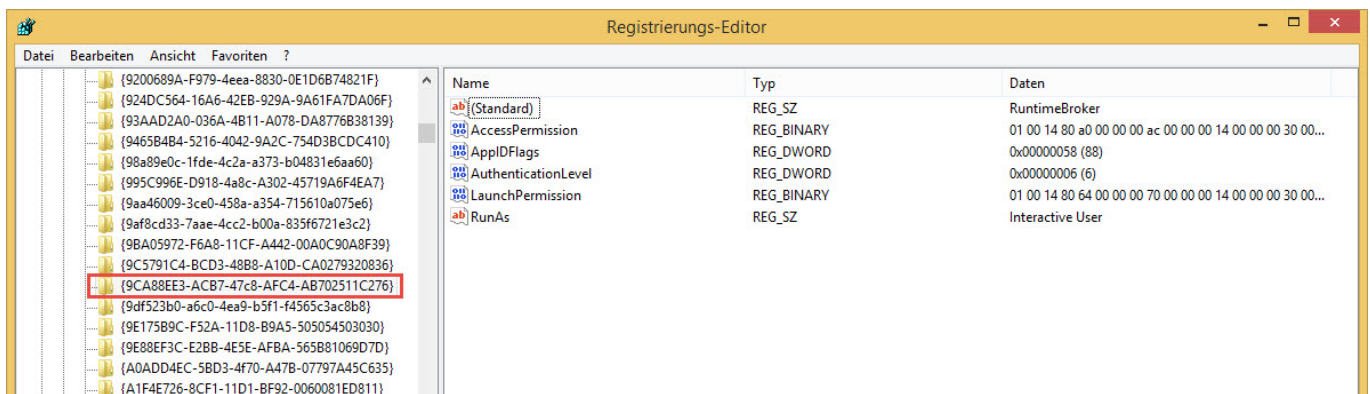 Registrierungs-Editor
Datei Bearbeiten Ansicht Favoriten ?
{9200689A-F979-4eea-8830-0E1D6B74821F}
{924DC564-16A6-42EB-929A-9A61FA7DA06F}
{93AAD2A0-036A-4B11-A078-DA8776B38139}
{9465B4B4-5216-4042-9A2C-754D3BCDC410}
{98a89e0c-1fde-4c2a-a373-b04831e6aa60}
{995C996E-D918-4a8c-A302-45719A6F4EA7}
{9aa46009-3ce0-458a-a354-715610a075e6}
{9af8cd33-7aae-4cc2-b00a-835f6721e3c2}
{9BA05972-F6A8-11CF-A442-00A0C90A8F39}
{9C5791C4-BCD3-48B8-A10D-CA0279320836}
{9CA88EE3-ACB7-47c8-AFC4-AB702511C276}
{9df523b0-a6c0-4ea9-b5f1-f4565c3ac8b8}
{9E175B9C-F52A-11D8-B9A5-505054503030}
{9E88EF3C-E2BB-4E5E-AFBA-565B81069D7D}
{A0ADD4EC-5BD3-4f70-A47B-07797A45C635}
{A1F4E726-8CF1-11D1-BF92-0060081ED811}
Name Typ Daten
(Standard) REG_SZ RuntimeBroker
AccessPermission REG_BINARY 01 00 14 80 a0 00 00 00 ac 00 00 00 14 00 00 00 30 00...
AppIDFlags REG_DWORD 0x00000058 (88)
AuthenticationLevel REG_DWORD 0x00000006 (6)
LaunchPermission REG_BINARY 01 00 14 80 64 00 00 00 70 00 00 00 14 00 00 00 30 00...
RunAs REG_SZ Interactive User